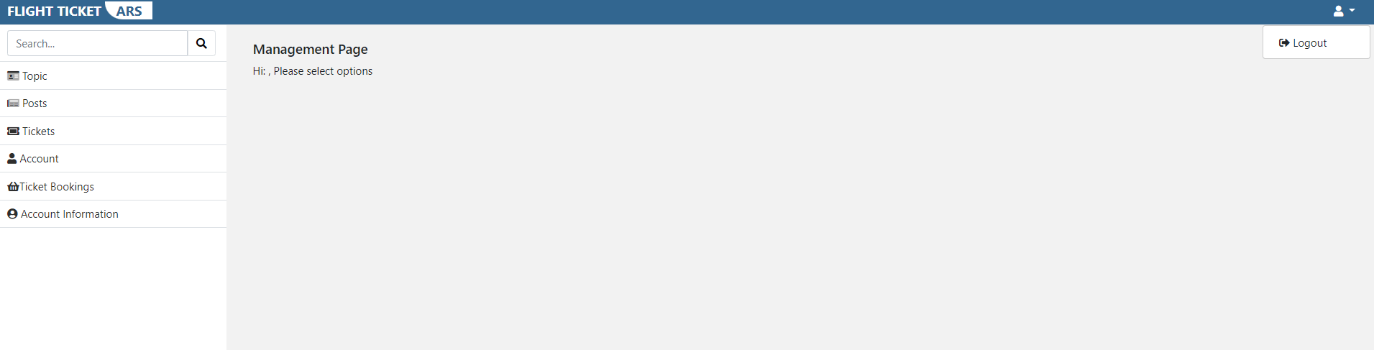 FLIGHT TICKET ARS
Search...
Topic
Posts
Tickets
Account
Ticket Bookings
Account Information
Management Page
Hi: , Please select options
Logout